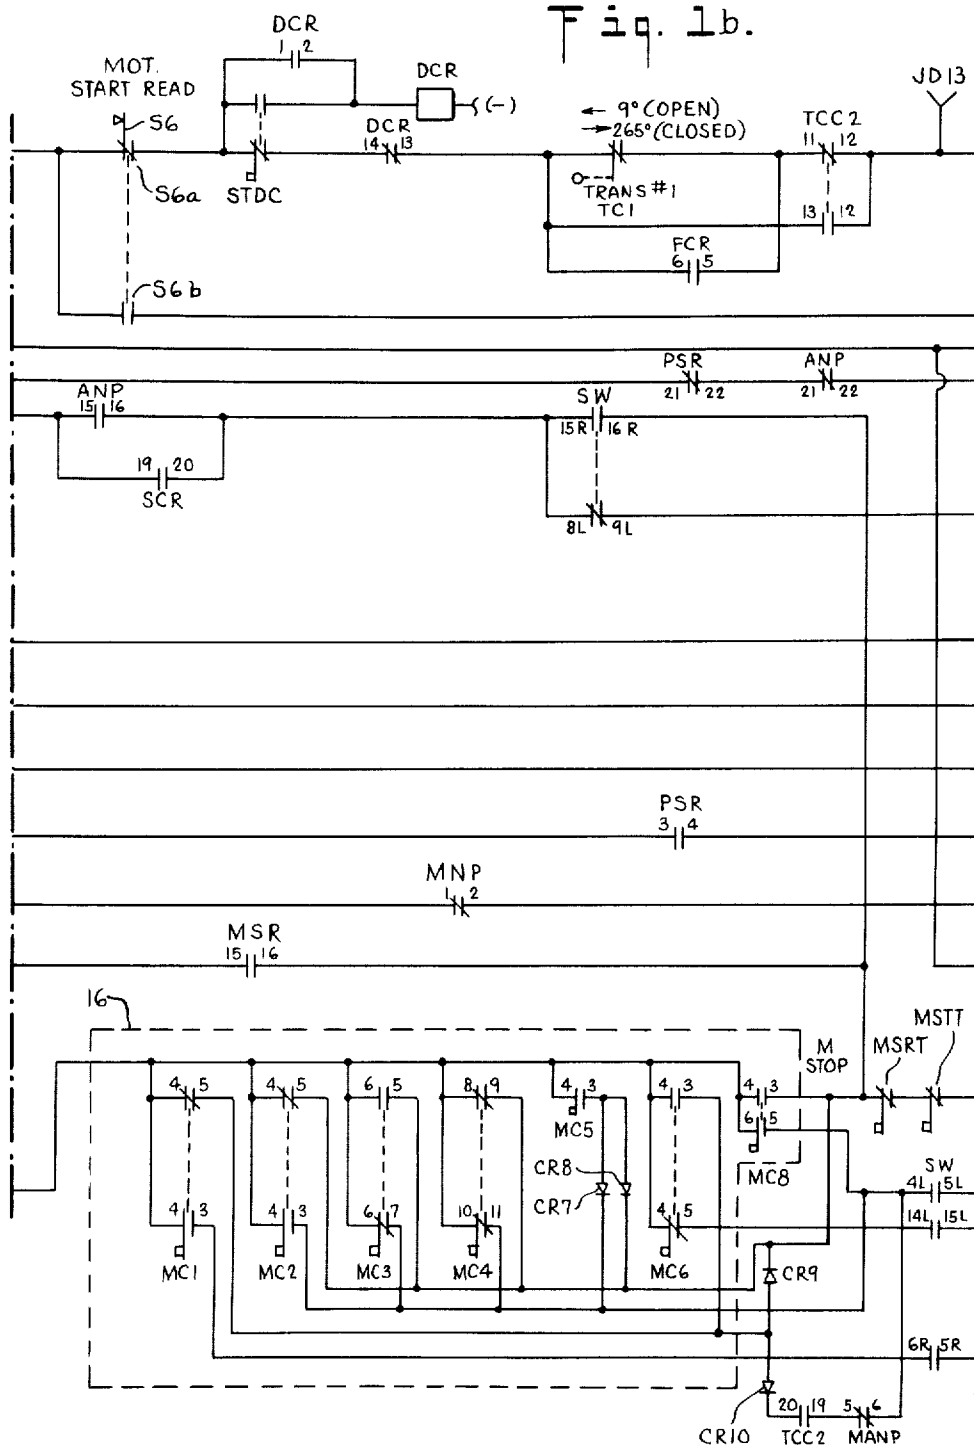 Fig. 1b.
DCR
1 2
MOT.
START READ
DCR
(-)
JD13
S6
S6a
STDC
DCR
14 13
9° (OPEN)
265° (CLOSED)
TRANS #1
TC1
TCC2
11 12
13 12
FCR
6 5
S6b
PSR
21 22
ANP
21 22
ANP
15 16
SW
15R 16R
19 20
SCR
8L 9L
PSR
3 4
MNP
1 2
MSR
15 16
16
M
STOP
MSRT
MSTT
4 5
4 5
6 5
8 9
4 3
4 3
4 3
MC5
6 5
MC8
CR8
CR7
SW
4L 5L
14L 15L
4 3
4 3
6 7
10 11
4 5
MC1
MC2
MC3
MC4
MC6
CR9
6R 5R
20 19
5 6
CR10
TCC2
MANP